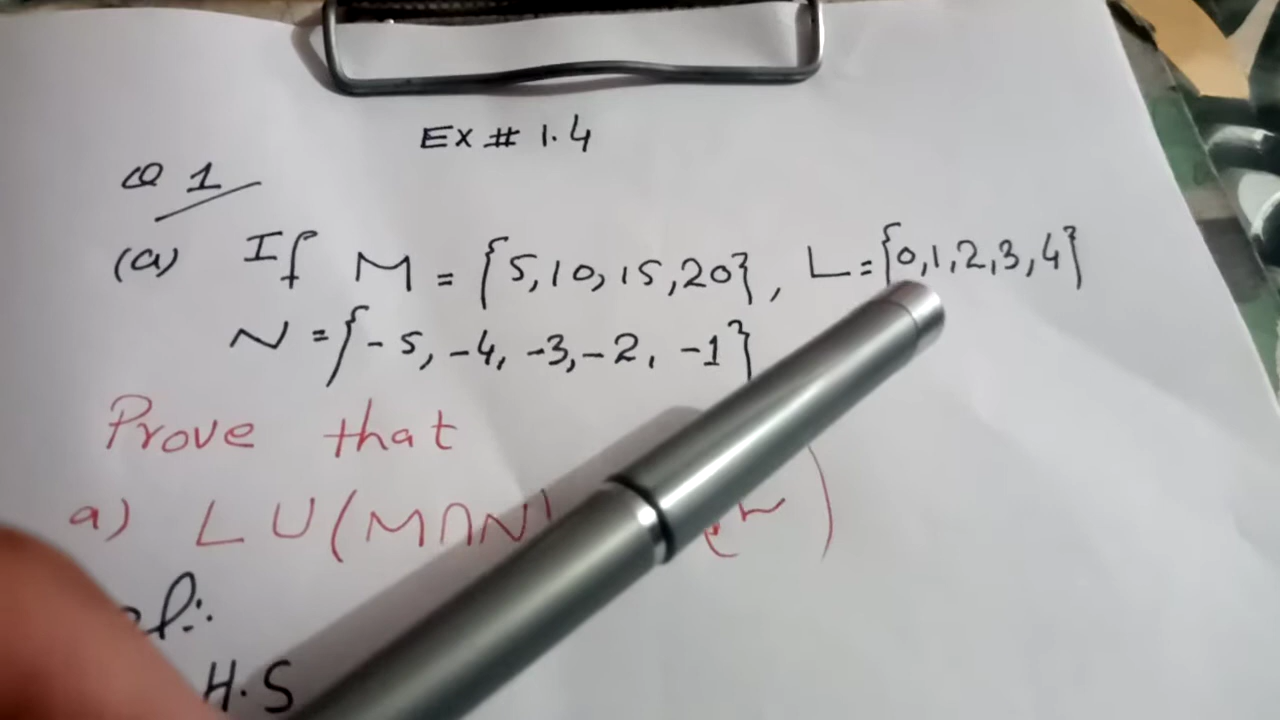 Ex # 1.4
Q 1
(a) If M = {5,10,15,20}, L={0,1,2,3,4}
N = {-5, -4, -3, -2, -1}
Prove that
a) L U (M∩N)
H.S